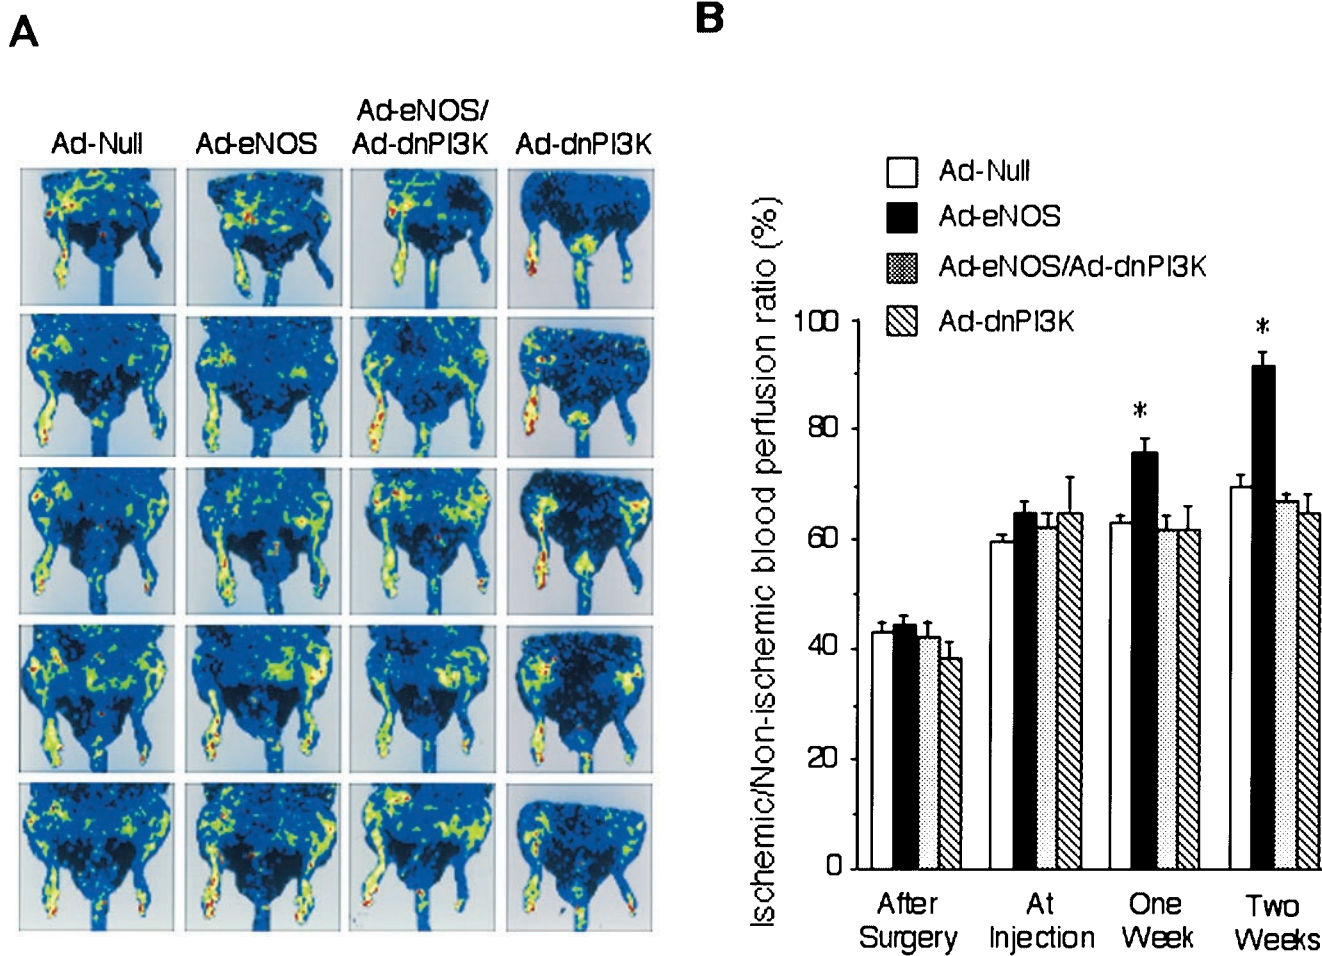 A
B
Ad-Null
Ad-eNOS
Ad-eNOS/
Ad-dnPI3K
Ad-dnPI3K
Ischemic/Non-ischemic blood perfusion ratio (%)
Ad-Null
Ad-eNOS
Ad-eNOS/Ad-dnPI3K
Ad-dnPI3K
100
80
60
40
20
0
*
*
After
Surgery
At
Injection
One
Week
Two
Weeks